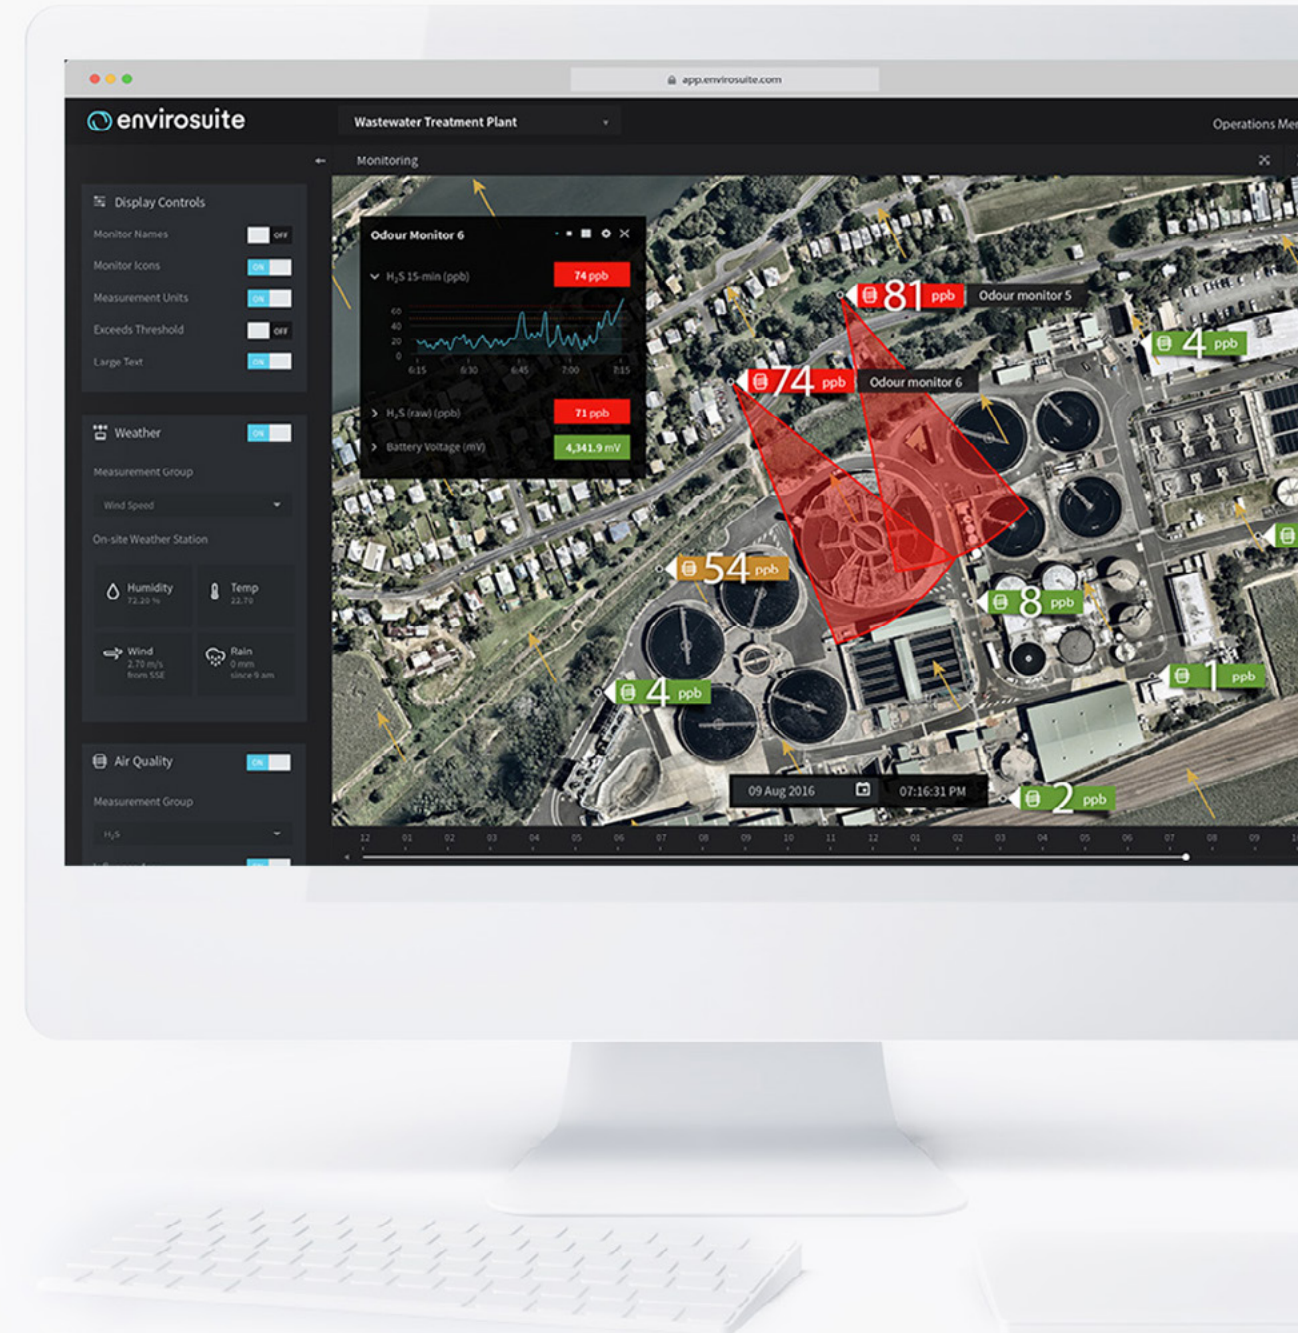 app.envirosuite.com
envirosuite
Wastewater Treatment Plant
Operations
Monitoring
Display Controls
Monitor Names OFF
Monitor Icons ON
Measurement Units ON
Exceeds Threshold OFF
Large Text ON
Weather ON
Measurement Group
Wind Speed
On-site Weather Station
Humidity
72.20 %
Temp
22.70
Wind
2.70 m/s
from SSE
Rain
0 mm
since 9 am
Air Quality ON
Measurement Group
H₂S
Odour Monitor 6
H₂S 15-min (ppb) 74 ppb
60
40
20
0
6:15 6:30 6:45 7:00 7:15
H₂S (raw) (ppb) 71 ppb
Battery Voltage (mV) 4,341.9 mV
81 ppb Odour monitor 5
4 ppb
74 ppb Odour monitor 6
54 ppb
8 ppb
4 ppb
1 ppb
2 ppb
09 Aug 2016 07:16:31 PM
12 01 02 03 04 05 06 07 08 09 10 11 12 01 02 03 04 05 06 07 08 09